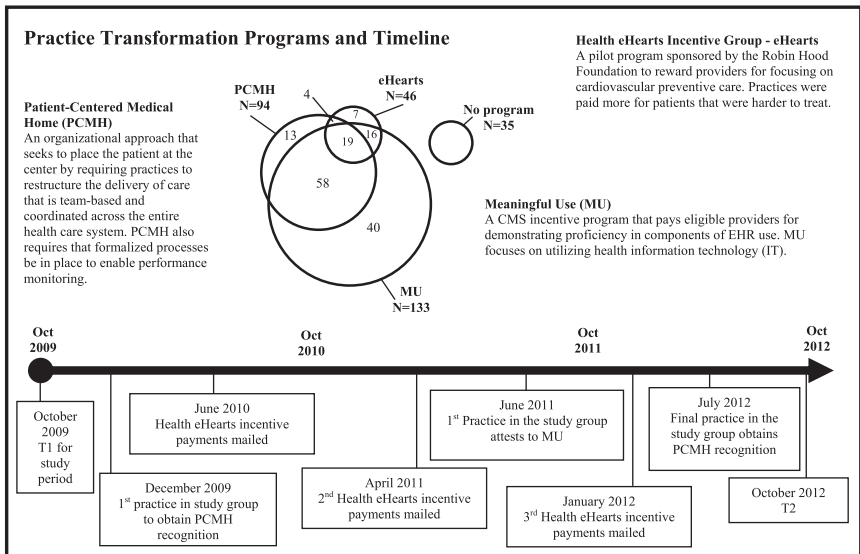 Practice Transformation Programs and Timeline
Health eHearts Incentive Group - eHearts
A pilot program sponsored by the Robin Hood
Foundation to reward providers for focusing on
cardiovascular preventive care. Practices were
paid more for patients that were harder to treat.
Patient-Centered Medical
Home (PCMH)
An organizational approach that
seeks to place the patient at the
center by requiring practices to
restructure the delivery of care
that is team-based and
coordinated across the entire
health care system. PCMH also
requires that formalized processes
be in place to enable performance
monitoring.
PCMH
N=94
4
eHearts
N=46
7
13
19
16
58
40
MU
N=133
No program
N=35
Meaningful Use (MU)
A CMS incentive program that pays eligible providers for
demonstrating proficiency in components of EHR use. MU
focuses on utilizing health information technology (IT).
Oct
2009
Oct
2010
Oct
2011
Oct
2012
October
2009
T1 for
study
period
December 2009
1st practice in study group
to obtain PCMH
recognition
June 2010
Health eHearts incentive
payments mailed
April 2011
2nd Health eHearts incentive
payments mailed
June 2011
1st Practice in the study group
attests to MU
January 2012
3rd Health eHearts incentive
payments mailed
July 2012
Final practice in the
study group obtains
PCMH recognition
October 2012
T2